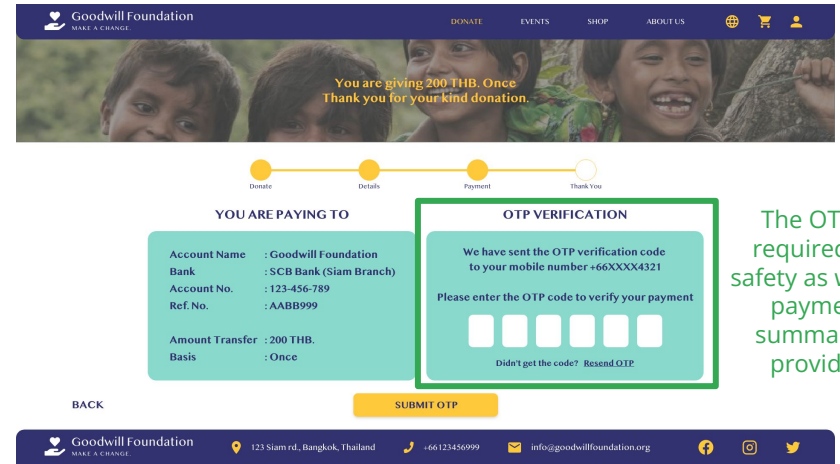 Goodwill Foundation
MAKE A CHANGE.
DONATE EVENTS SHOP ABOUT US
You are giving 200 THB. Once
Thank you for your kind donation.
Donate Details Payment Thank You
YOU ARE PAYING TO
Account Name : Goodwill Foundation
Bank : SCB Bank (Siam Branch)
Account No. : 123-456-789
Ref. No. : AABB999
Amount Transfer : 200 THB.
Basis : Once
OTP VERIFICATION
We have sent the OTP verification code
to your mobile number +66XXXX4321
Please enter the OTP code to verify your payment
Didn't get the code? Resend OTP
The OT
required
safety as
payme
summa
provid
BACK SUBMIT OTP
Goodwill Foundation
MAKE A CHANGE.
123 Siam rd., Bangkok, Thailand +66123456999 info@goodwillfoundation.org